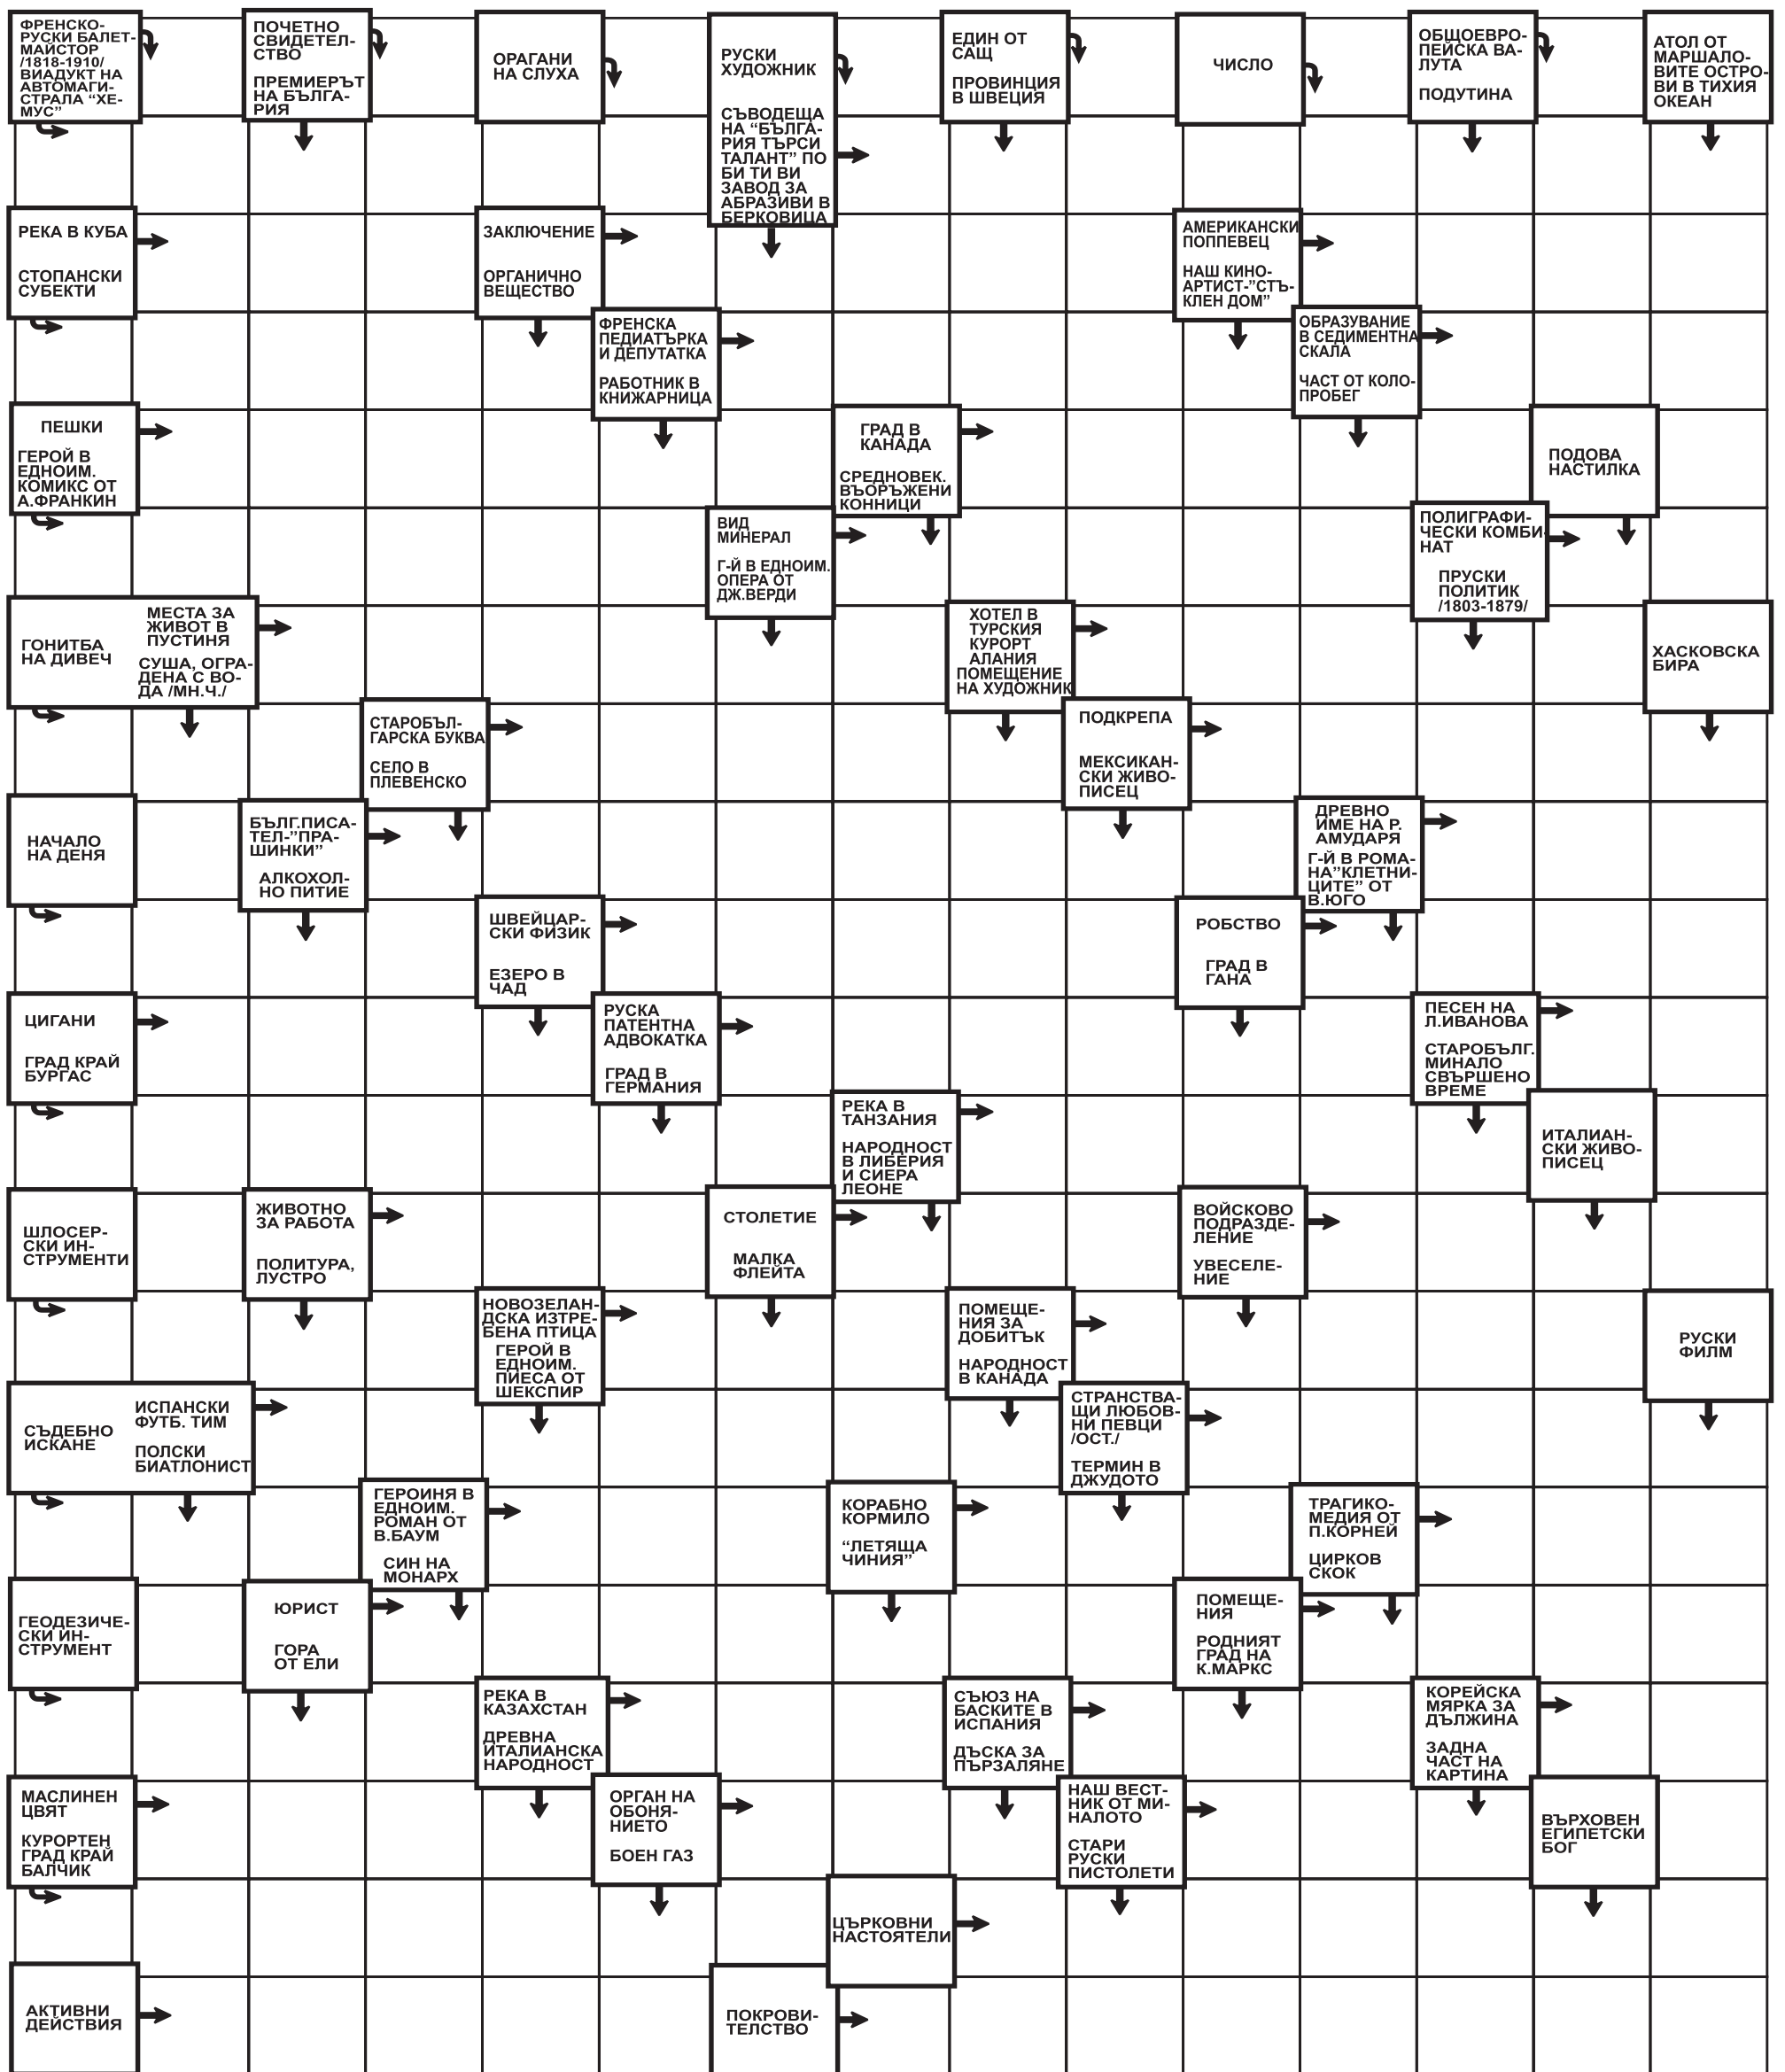 ФРЕНСКО-
РУСКИ БАЛЕТ-
МАЙСТОР
/1818-1910/
ВИАДУКТ НА
АВТОМАГИ-
СТРАЛА “ХЕ-
МУС”
ПОЧЕТНО
СВИДЕТЕЛ-
СТВО
ПРЕМИЕРЪТ
НА БЪЛГА-
РИЯ
ОРАГАНИ
НА СЛУХА
РУСКИ
ХУДОЖНИК
СЪВОДЕЩА
НА “БЪЛГА-
РИЯ ТЪРСИ
ТАЛАНТ” ПО
БИ ТИ ВИ
ЗАВОД ЗА
АБРАЗИВИ В
БЕРКОВИЦА
ЕДИН ОТ
САЩ
ПРОВИНЦИЯ
В ШВЕЦИЯ
ЧИСЛО
ОБЩОЕВРО-
ПЕЙСКА ВА-
ЛУТА
ПОДУТИНА
АТОЛ ОТ
МАРШАЛО-
ВИТЕ ОСТРО-
ВИ В ТИХИЯ
ОКЕАН
РЕКА В КУБА
СТОПАНСКИ
СУБЕКТИ
ЗАКЛЮЧЕНИЕ
ОРГАНИЧНО
ВЕЩЕСТВО
АМЕРИКАНСКИ
ПОППЕВЕЦ
НАШ КИНО-
АРТИСТ-”СТЪ-
КЛЕН ДОМ”
ФРЕНСКА
ПЕДИАТЪРКА
И ДЕПУТАТКА
РАБОТНИК В
КНИЖАРНИЦА
ОБРАЗУВАНИЕ
В СЕДИМЕНТНА
СКАЛА
ЧАСТ ОТ КОЛО-
ПРОБЕГ
ПЕШКИ
ГЕРОЙ В
ЕДНОИМ.
КОМИКС ОТ
А.ФРАНКИН
ГРАД В
КАНАДА
СРЕДНОВЕК.
ВЪОРЪЖЕНИ
КОННИЦИ
ПОДОВА
НАСТИЛКА
ВИД
МИНЕРАЛ
Г-Й В ЕДНОИМ.
ОПЕРА ОТ
ДЖ.ВЕРДИ
ПОЛИГРАФИ-
ЧЕСКИ КОМБИ-
НАТ
ПРУСКИ
ПОЛИТИК
/1803-1879/
ГОНИТБА
НА ДИВЕЧ
МЕСТА ЗА
ЖИВОТ В
ПУСТИНЯ
СУША, ОГРА-
ДЕНА С ВО-
ДА /МН.Ч./
ХОТЕЛ В
ТУРСКИЯ
КУРОРТ
АЛАНИЯ
ПОМЕЩЕНИЕ
НА ХУДОЖНИК
ХАСКОВСКА
БИРА
СТАРОБЪЛ-
ГАРСКА БУКВА
СЕЛО В
ПЛЕВЕНСКО
ПОДКРЕПА
МЕКСИКАН-
СКИ ЖИВО-
ПИСЕЦ
НАЧАЛО
НА ДЕНЯ
БЪЛГ.ПИСА-
ТЕЛ-”ПРА-
ШИНКИ”
АЛКОХОЛ-
НО ПИТИЕ
ДРЕВНО
ИМЕ НА Р.
АМУДАРЯ
Г-Й В РОМА-
НА”КЛЕТНИ-
ЦИТЕ” ОТ
В.ЮГО
ШВЕЙЦАР-
СКИ ФИЗИК
ЕЗЕРО В
ЧАД
РОБСТВО
ГРАД В
ГАНА
ЦИГАНИ
ГРАД КРАЙ
БУРГАС
РУСКА
ПАТЕНТНА
АДВОКАТКА
ГРАД В
ГЕРМАНИЯ
ПЕСЕН НА
Л.ИВАНОВА
СТАРОБЪЛГ.
МИНАЛО
СВЪРШЕНО
ВРЕМЕ
РЕКА В
ТАНЗАНИЯ
НАРОДНОСТ
В ЛИБЕРИЯ
И СИЕРА
ЛЕОНЕ
ИТАЛИАН-
СКИ ЖИВО-
ПИСЕЦ
ШЛОСЕР-
СКИ ИН-
СТРУМЕНТИ
ЖИВОТНО
ЗА РАБОТА
ПОЛИТУРА,
ЛУСТРО
СТОЛЕТИЕ
МАЛКА
ФЛЕЙТА
ВОЙСКОВО
ПОДРАЗДЕ-
ЛЕНИЕ
УВЕСЕЛЕ-
НИЕ
НОВОЗЕЛАН-
ДСКА ИЗТРЕ-
БЕНА ПТИЦА
ГЕРОЙ В
ЕДНОИМ.
ПИЕСА ОТ
ШЕКСПИР
ПОМЕЩЕ-
НИЯ ЗА
ДОБИТЪК
НАРОДНОСТ
В КАНАДА
РУСКИ
ФИЛМ
СЪДЕБНО
ИСКАНЕ
ИСПАНСКИ
ФУТБ. ТИМ
ПОЛСКИ
БИАТЛОНИСТ
СТРАНСТВА-
ЩИ ЛЮБОВ-
НИ ПЕВЦИ
/ОСТ./
ТЕРМИН В
ДЖУДОТО
ГЕРОИНЯ В
ЕДНОИМ.
РОМАН ОТ
В.БАУМ
СИН НА
МОНАРХ
КОРАБНО
КОРМИЛО
“ЛЕТЯЩА
ЧИНИЯ”
ТРАГИКО-
МЕДИЯ ОТ
П.КОРНЕЙ
ЦИРКОВ
СКОК
ГЕОДЕЗИЧЕ-
СКИ ИН-
СТРУМЕНТ
ЮРИСТ
ГОРА
ОТ ЕЛИ
ПОМЕЩЕ-
НИЯ
РОДНИЯТ
ГРАД НА
К.МАРКС
РЕКА В
КАЗАХСТАН
ДРЕВНА
ИТАЛИАНСКА
НАРОДНОСТ
СЪЮЗ НА
БАСКИТЕ В
ИСПАНИЯ
ДЪСКА ЗА
ПЪРЗАЛЯНЕ
КОРЕЙСКА
МЯРКА ЗА
ДЪЛЖИНА
ЗАДНА
ЧАСТ НА
КАРТИНА
МАСЛИНЕН
ЦВЯТ
КУРОРТЕН
ГРАД КРАЙ
БАЛЧИК
ОРГАН НА
ОБОНЯ-
НИЕТО
БОЕН ГАЗ
НАШ ВЕСТ-
НИК ОТ МИ-
НАЛОТО
СТАРИ
РУСКИ
ПИСТОЛЕТИ
ВЪРХОВЕН
ЕГИПЕТСКИ
БОГ
ЦЪРКОВНИ
НАСТОЯТЕЛИ
АКТИВНИ
ДЕЙСТВИЯ
ПОКРОВИ-
ТЕЛСТВО